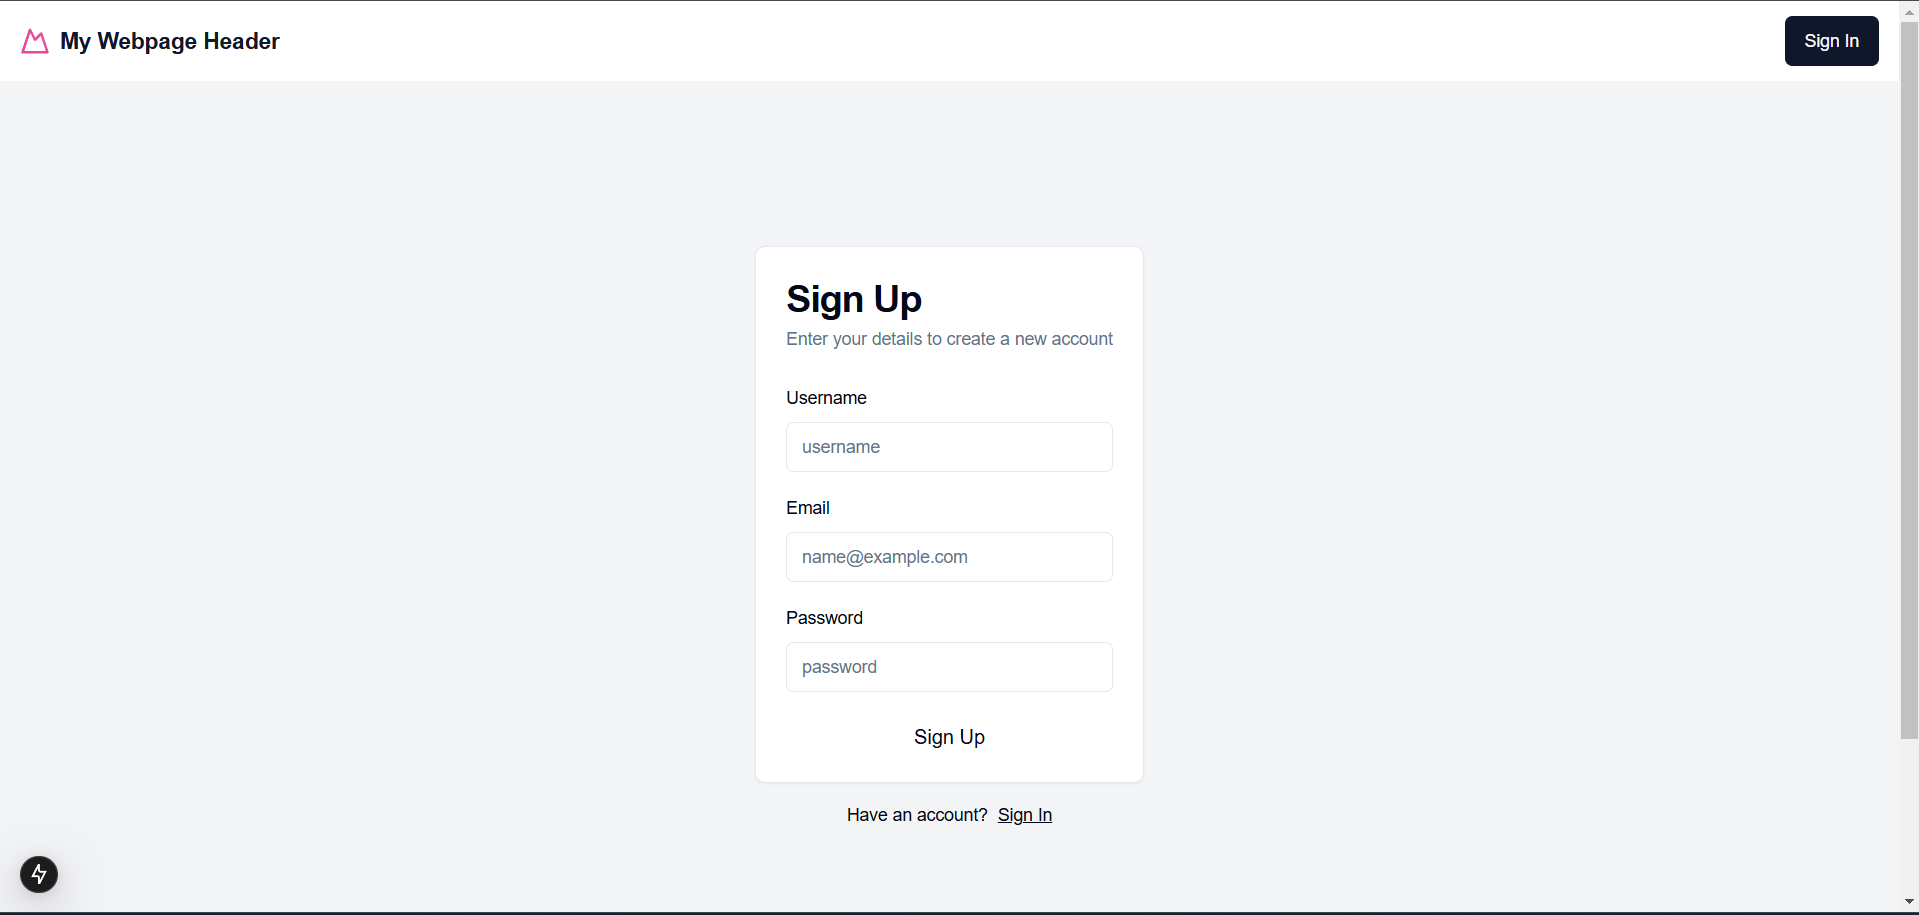 My Webpage Header
Sign In
Sign Up
Enter your details to create a new account
Username
username
Email
name@example.com
Password
password
Sign Up
Have an account? Sign In